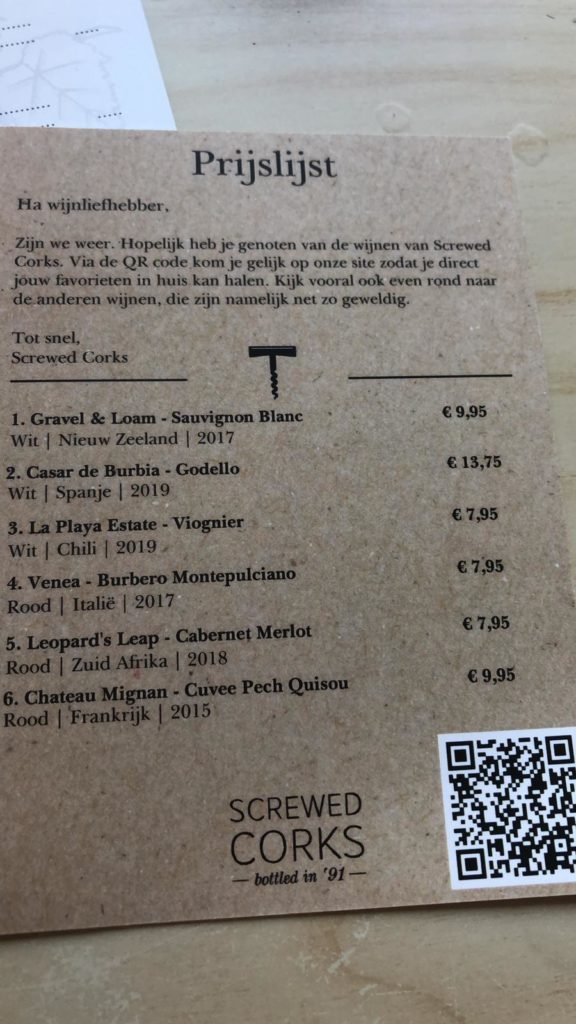 Prijslijst
Ha wijnliefhebber,
Zijn we weer. Hopelijk heb je genoten van de wijnen van Screwed
Corks. Via de QR code kom je gelijk op onze site zodat je direct
jouw favorieten in huis kan halen. Kijk vooral ook even rond naar
de anderen wijnen, die zijn namelijk net zo geweldig.
Tot snel,
Screwed Corks
1. Gravel & Loam - Sauvignon Blanc € 9,95
Wit | Nieuw Zeeland | 2017
2. Casar de Burbia - Godello € 13,75
Wit | Spanje | 2019
3. La Playa Estate - Viognier € 7,95
Wit | Chili | 2019
4. Venea - Burbero Montepulciano € 7,95
Rood | Italië | 2017
5. Leopard's Leap - Cabernet Merlot € 7,95
Rood | Zuid Afrika | 2018
6. Chateau Mignan - Cuvee Pech Quisou € 9,95
Rood | Frankrijk | 2015
SCREWED
CORKS
— bottled in '91 —